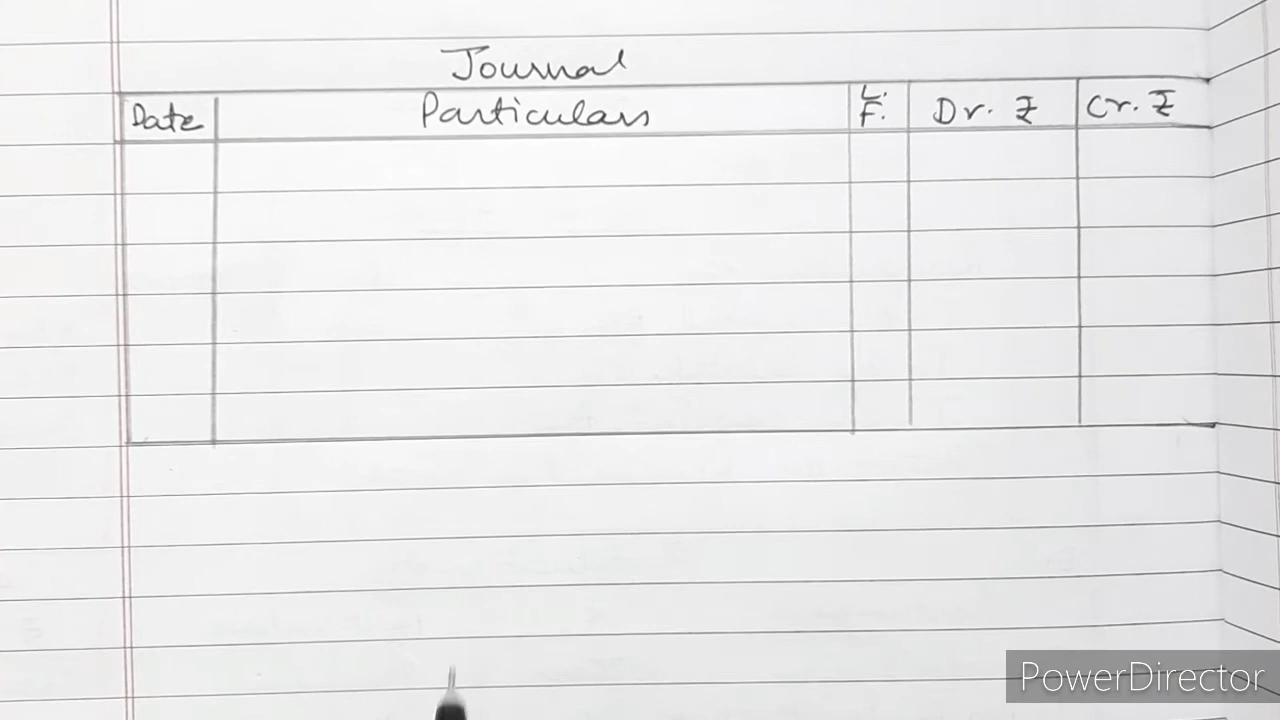 Journal
Date Particulars L.F. Dr. ₹ Cr. ₹
PowerDirector